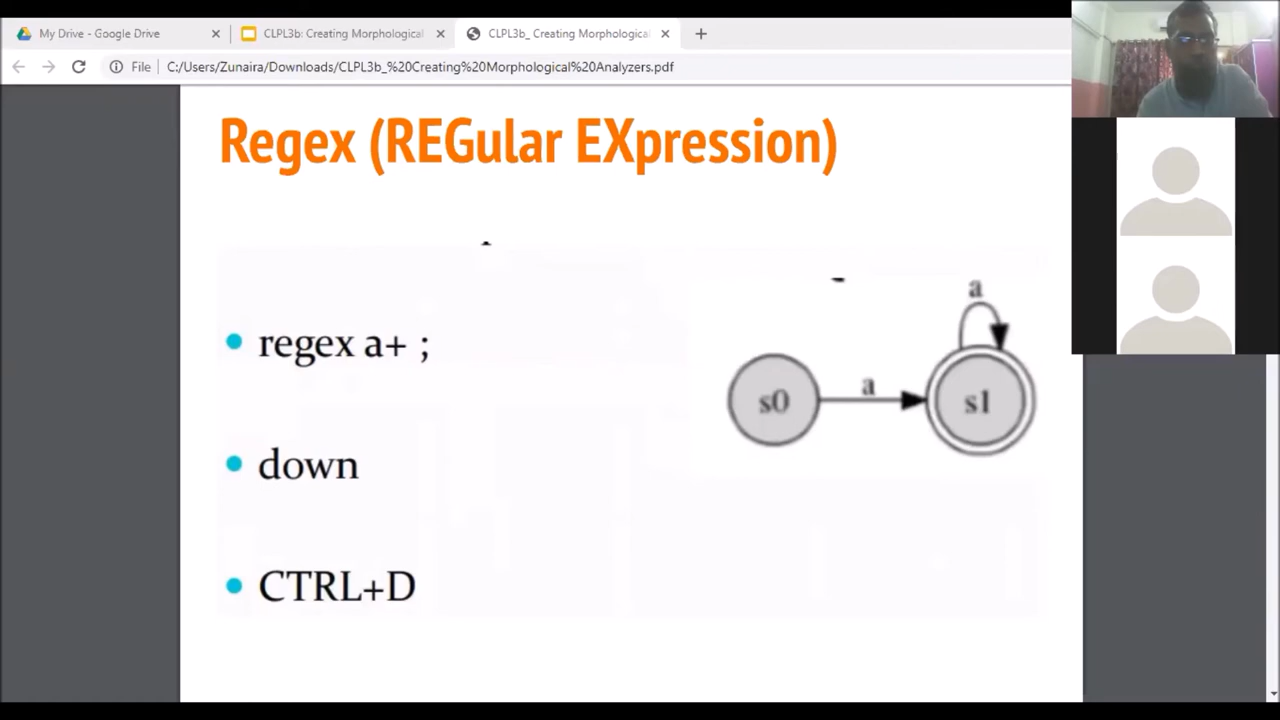 My Drive - Google Drive
CLPL3b: Creating Morphological
CLPL3b_ Creating Morphological
File
C:/Users/Zunaira/Downloads/CLPL3b_%20Creating%20Morphological%20Analyzers.pdf
Regex (REGular EXpression)
regex a+ ;
down
CTRL+D
a
s0
a
s1